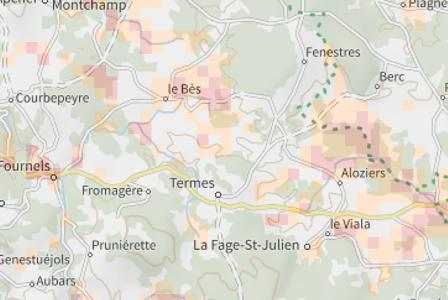 Montchamp
Fenestres
Berc
le Bès
Courbepeyre
Fournels
Aloziers
Termes
Fromagère
le Viala
La Fage-St-Julien
Pruniérette
Genestuéjols
Aubars